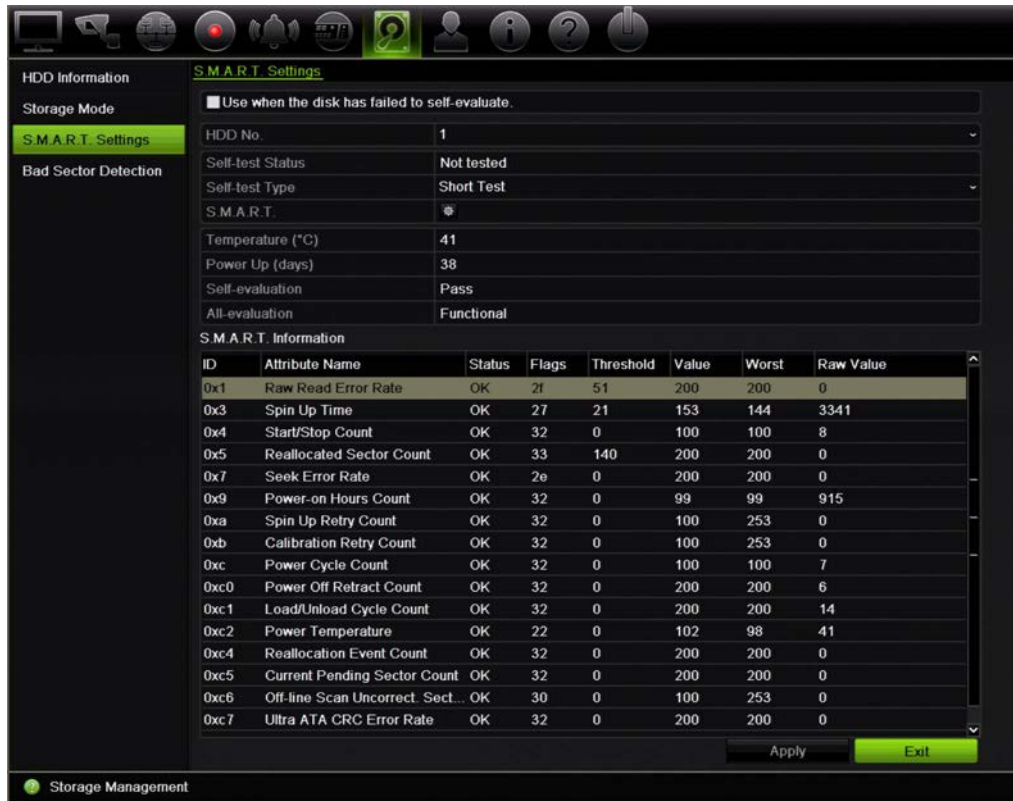 HDD Information
Storage Mode
S.M.A.R.T. Settings
Bad Sector Detection
S.M.A.R.T. Settings
Use when the disk has failed to self-evaluate.
HDD No. 1
Self-test Status Not tested
Self-test Type Short Test
S.M.A.R.T.
Temperature (°C) 41
Power Up (days) 38
Self-evaluation Pass
All-evaluation Functional
S.M.A.R.T. Information
ID Attribute Name Status Flags Threshold Value Worst Raw Value
0x1 Raw Read Error Rate OK 2f 51 200 200 0
0x3 Spin Up Time OK 27 21 153 144 3341
0x4 Start/Stop Count OK 32 0 100 100 8
0x5 Reallocated Sector Count OK 33 140 200 200 0
0x7 Seek Error Rate OK 2e 0 200 200 0
0x9 Power-on Hours Count OK 32 0 99 99 915
0xa Spin Up Retry Count OK 32 0 100 253 0
0xb Calibration Retry Count OK 32 0 100 253 0
0xc Power Cycle Count OK 32 0 100 100 7
0xc0 Power Off Retract Count OK 32 0 200 200 6
0xc1 Load/Unload Cycle Count OK 32 0 200 200 14
0xc2 Power Temperature OK 22 0 102 98 41
0xc4 Reallocation Event Count OK 32 0 200 200 0
0xc5 Current Pending Sector Count OK 32 0 200 200 0
0xc6 Off-line Scan Uncorrect. Sect... OK 30 0 100 253 0
0xc7 Ultra ATA CRC Error Rate OK 32 0 200 200 0
Apply Exit
Storage Management